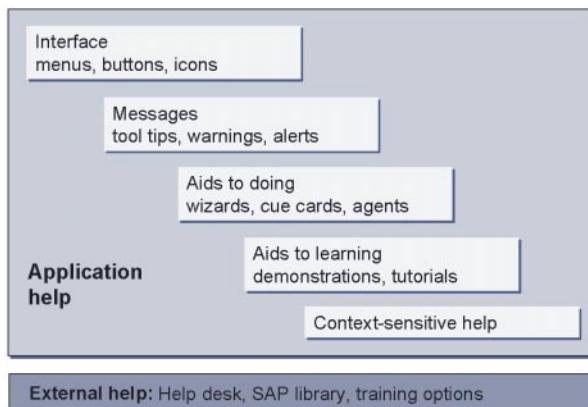 Interface
menus, buttons, icons
Messages
tool tips, warnings, alerts
Aids to doing
wizards, cue cards, agents
Aids to learning
demonstrations, tutorials
Application
help
Context-sensitive help
External help: Help desk, SAP library, training options